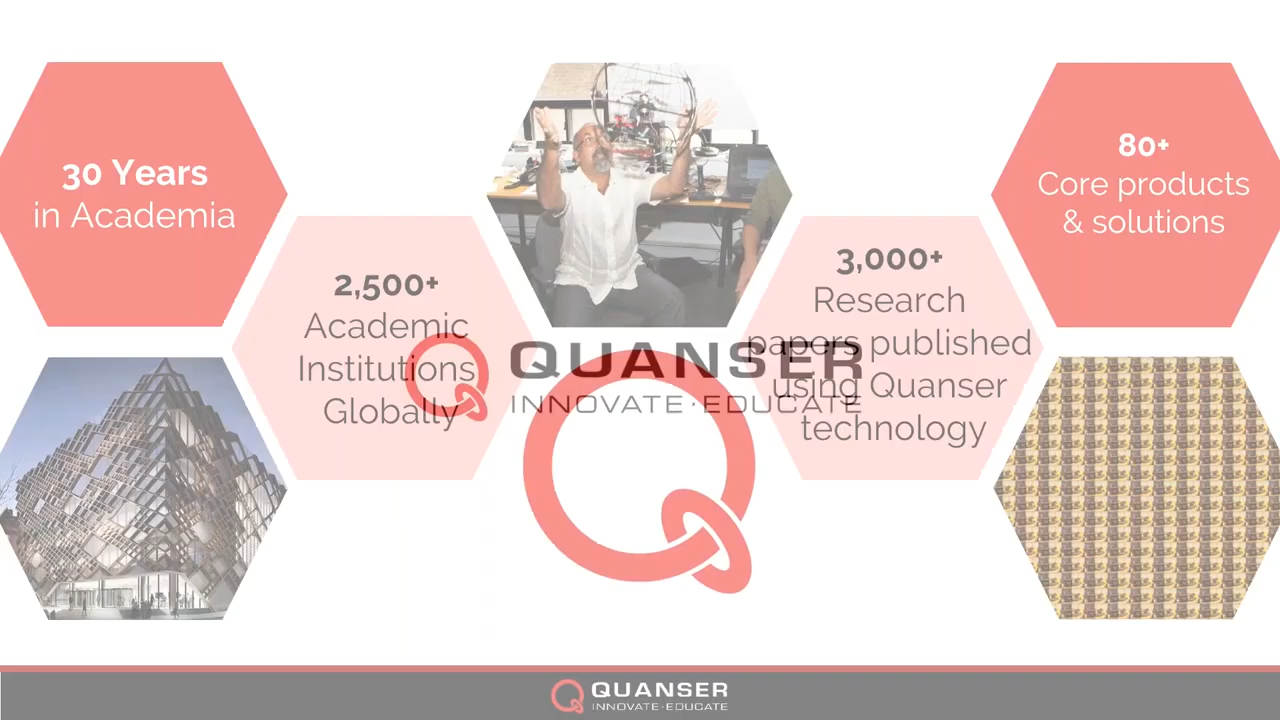 30 Years
in Academia
2,500+
Academic
Institutions
Globally
3,000+
Research
papers published
using Quanser
technology
80+
Core products
& solutions
QUANSER
INNOVATE·EDUCATE
QUANSER
INNOVATE·EDUCATE